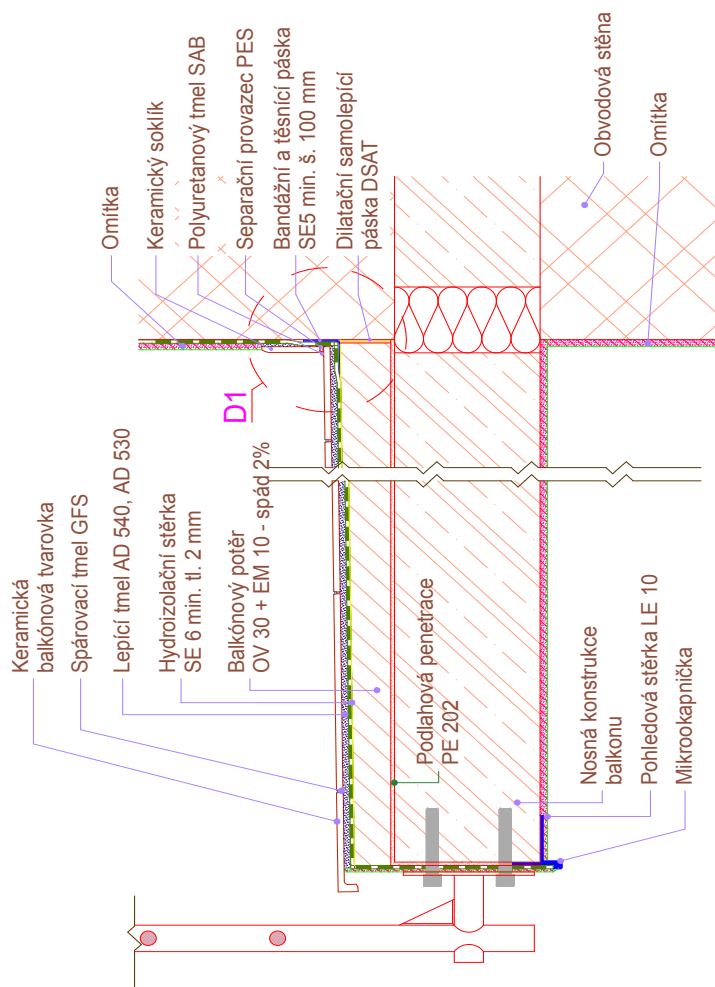 Omítka
Keramický soklík
Polyuretanový tmel SAB
Separační provazec PES
Bandážní a těsnící páska
SE5 min. š. 100 mm
Dilatační samolepící
páska DSAT
Obvodová stěna
Omítka
D1
Keramická
balkónová tvarovka
Spárovací tmel GFS
Lepící tmel AD 540, AD 530
Hydroizolační stěrka
SE 6 min. tl. 2 mm
Balkónový potěr
OV 30 + EM 10 - spád 2%
Podlahová penetrace
PE 202
Nosná konstrukce
balkonu
Pohledová stěrka LE 10
Mikrookapnička